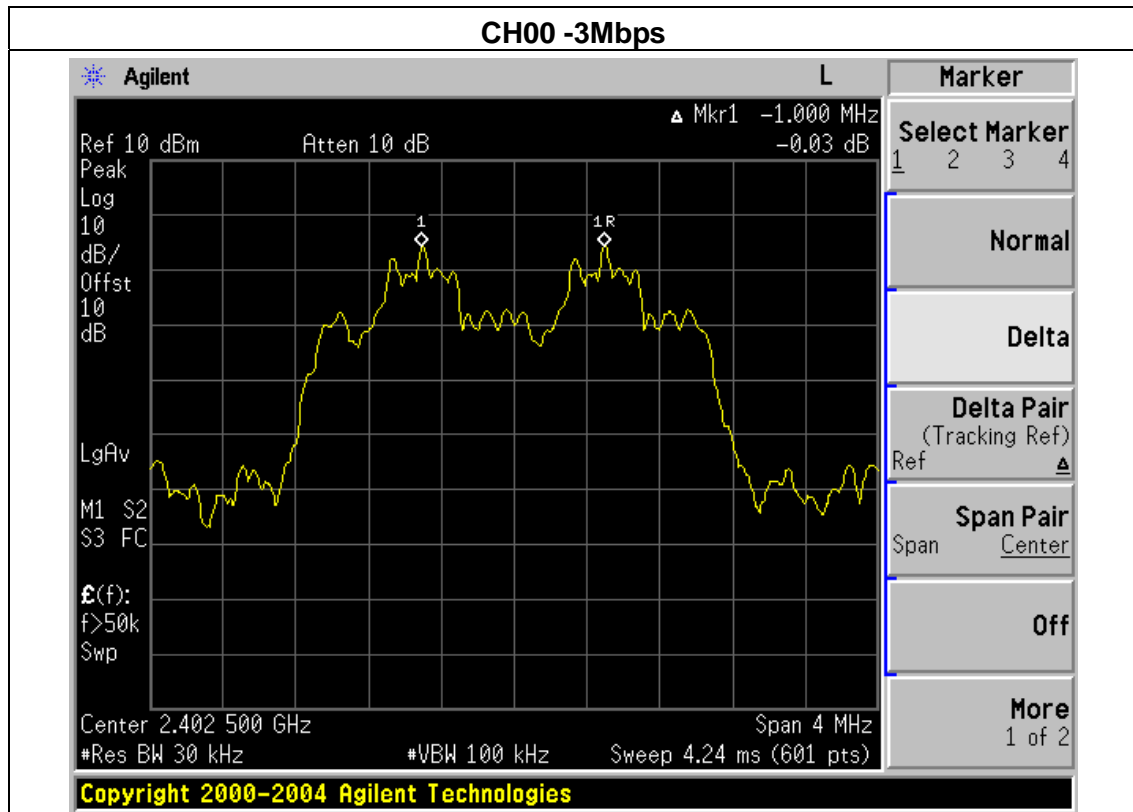 CH00 -3Mbps
Agilent L
Δ Mkr1 -1.000 MHz
Ref 10 dBm Atten 10 dB -0.03 dB
Peak
Log
10
dB/
Offst
10
dB
1
1R
LgAv
M1 S2
S3 FC
£(f):
f>50k
Swp
Center 2.402 500 GHz Span 4 MHz
#Res BW 30 kHz #VBW 100 kHz Sweep 4.24 ms (601 pts)
Copyright 2000-2004 Agilent Technologies
Marker
Select Marker
1 2 3 4
Normal
Delta
Delta Pair
(Tracking Ref)
Ref Δ
Span Pair
Span Center
Off
More
1 of 2